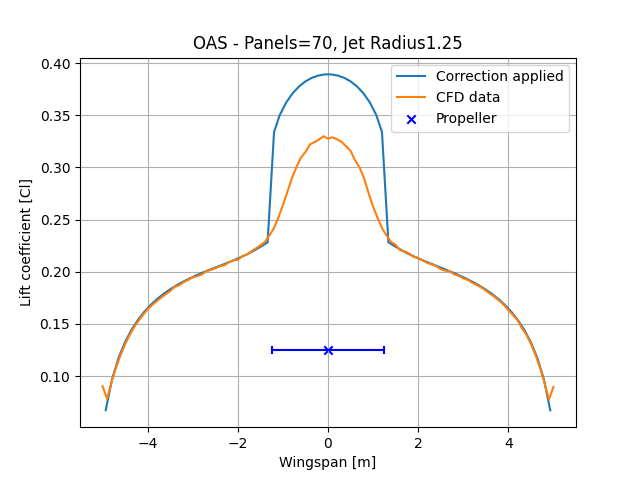 OAS - Panels=70, Jet Radius1.25
Correction applied
CFD data
Propeller
0.40
0.35
0.30
0.25
0.20
0.15
0.10
Lift coefficient [Cl]
−4
−2
0
2
4
Wingspan [m]